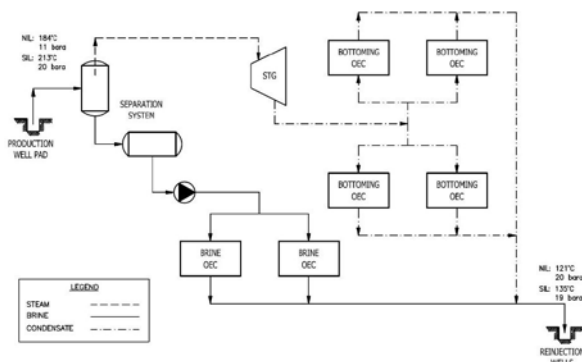 NIL: 184°C
11 bara
SIL: 213°C
20 bara
PRODUCTION
WELL PAD
SEPARATION
SYSTEM
STG
BOTTOMING
OEC
BOTTOMING
OEC
BOTTOMING
OEC
BOTTOMING
OEC
BRINE
OEC
BRINE
OEC
NIL: 121°C
20 bara
SIL: 135°C
19 bara
REINJECTION
WELLS
LEGEND
STEAM
BRINE
CONDENSATE